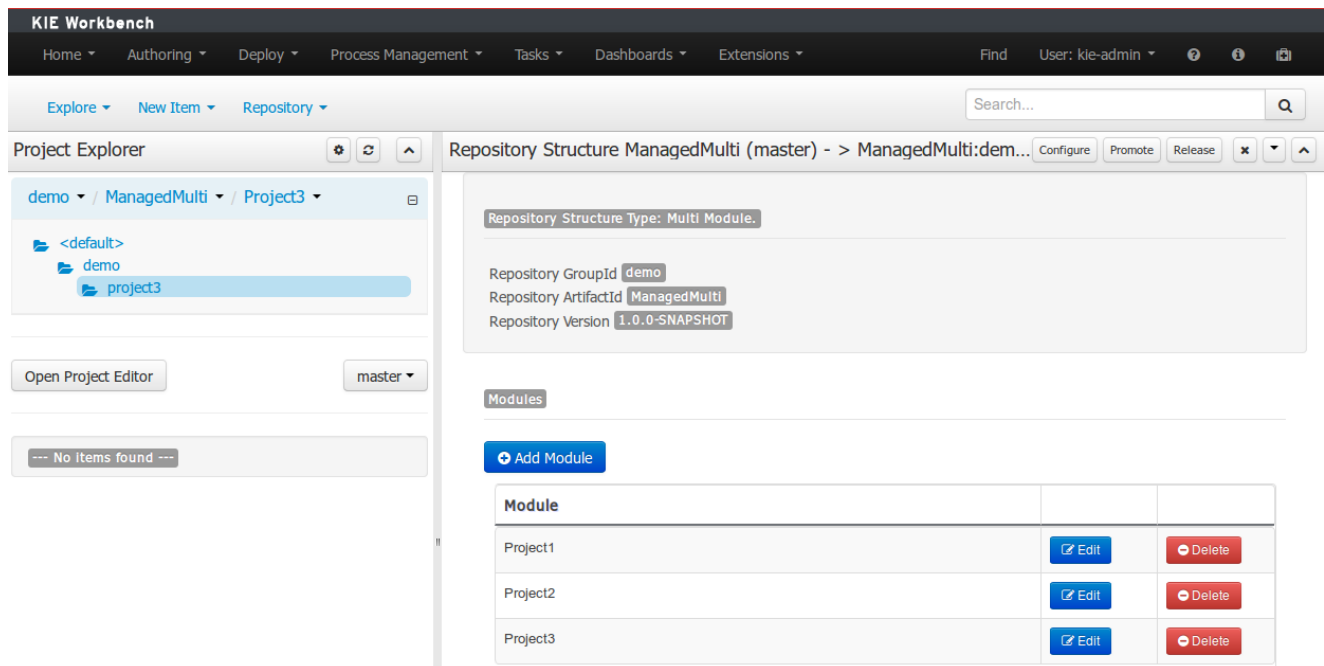 KIE Workbench
Home Authoring Deploy Process Management Tasks Dashboards Extensions Find User: kie-admin
Explore New Item Repository Search...
Project Explorer
demo / ManagedMulti / Project3
<default>
demo
project3
Open Project Editor master
--- No items found ---
Repository Structure ManagedMulti (master) - > ManagedMulti:dem... Configure Promote Release
Repository Structure Type: Multi Module.
Repository GroupId demo
Repository ArtifactId ManagedMulti
Repository Version 1.0.0-SNAPSHOT
Modules
Add Module
Module
Project1 Edit Delete
Project2 Edit Delete
Project3 Edit Delete